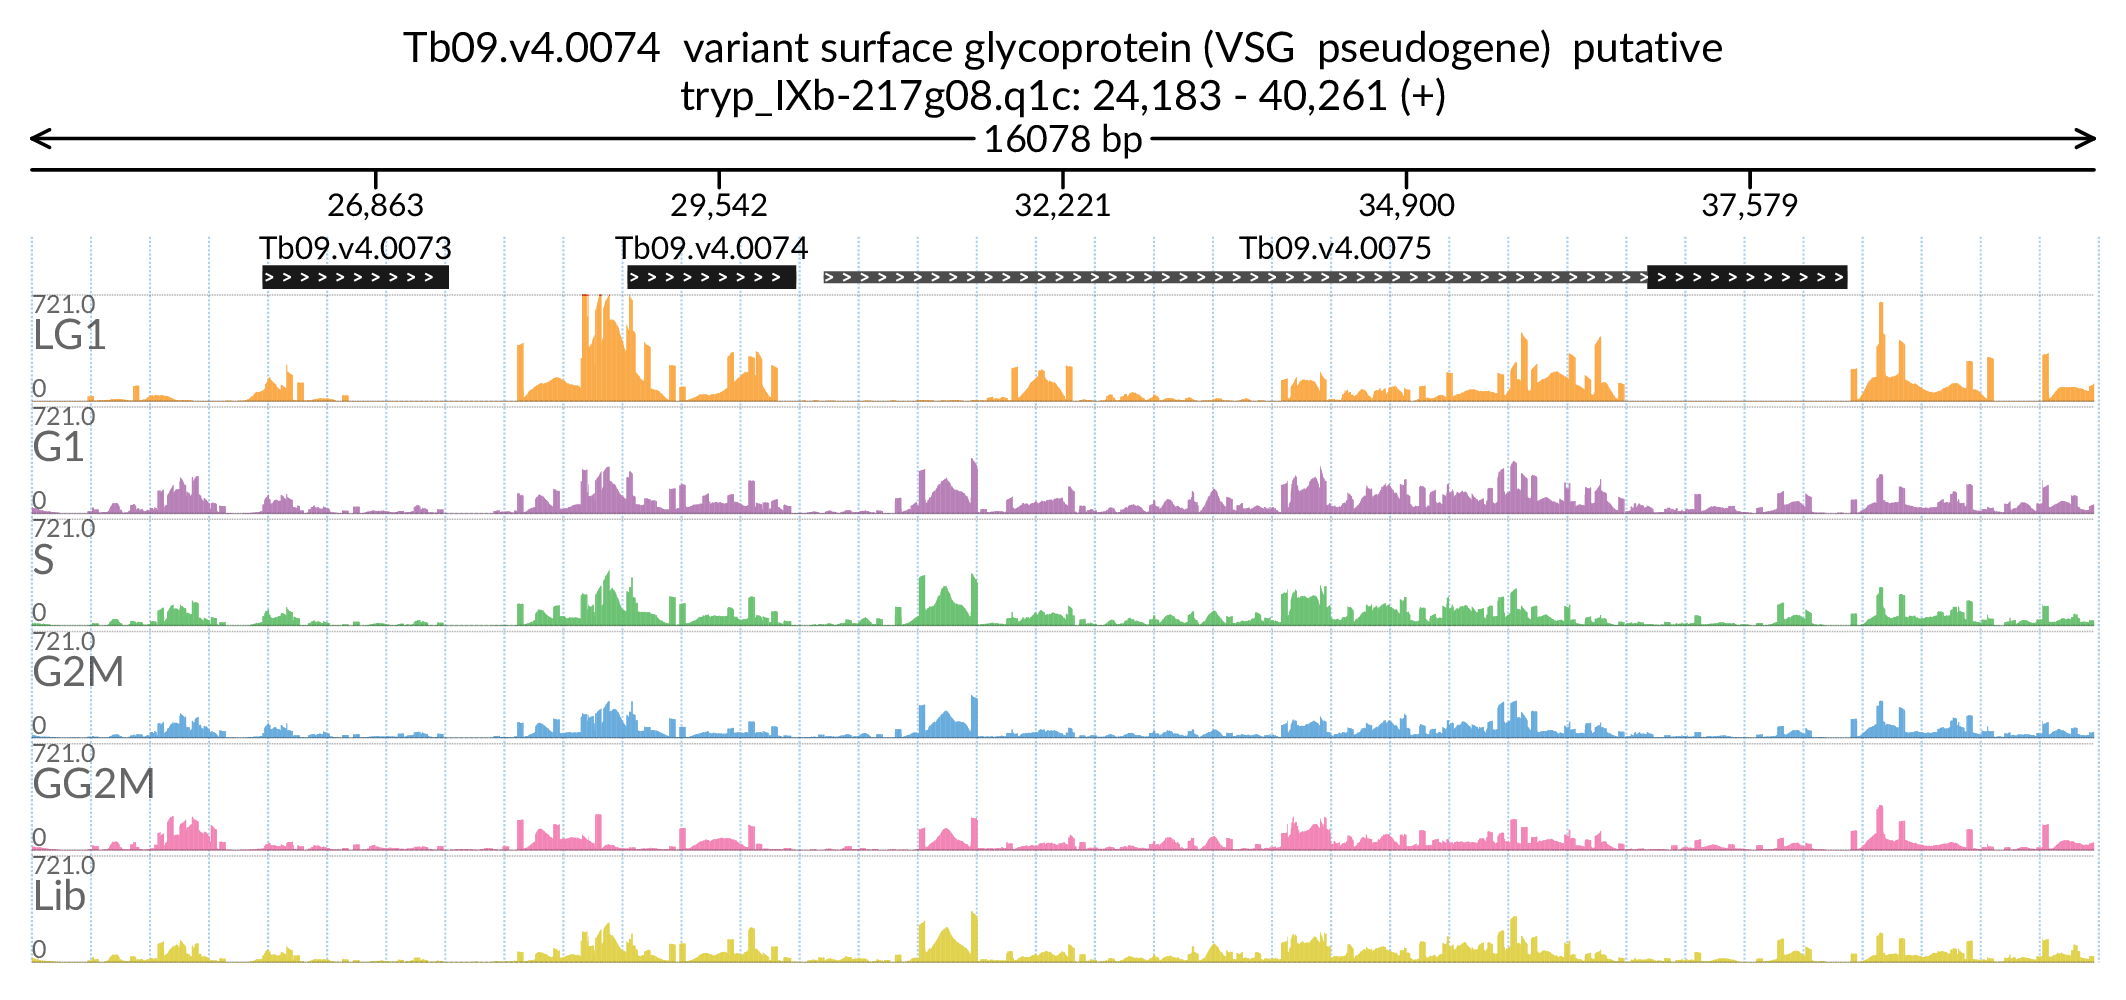 Tb09.v4.0074 variant surface glycoprotein (VSG pseudogene) putative
tryp_IXb-217g08.q1c: 24,183 - 40,261 (+)
16078 bp
26,863 29,542 32,221 34,900 37,579
Tb09.v4.0073 Tb09.v4.0074 Tb09.v4.0075
721.0
LG1
0
721.0
G1
0
721.0
S
0
721.0
G2M
0
721.0
GG2M
0
721.0
Lib
0